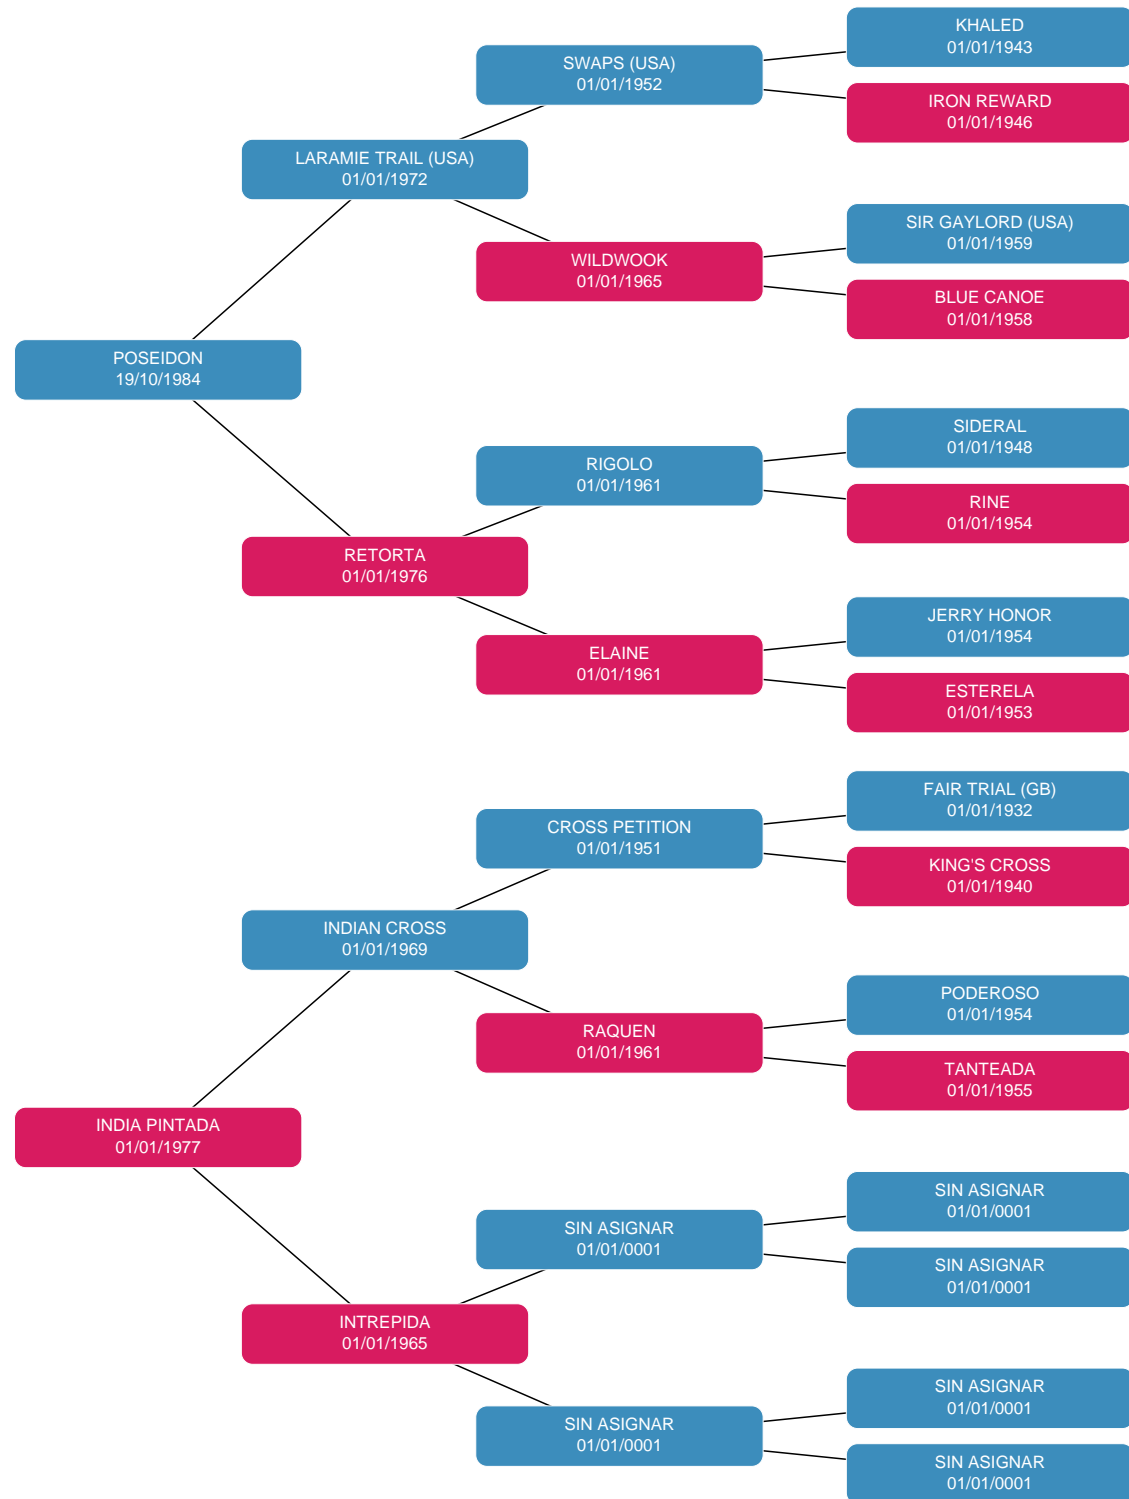 KHALED
01/01/1943
SWAPS (USA)
01/01/1952
IRON REWARD
01/01/1946
LARAMIE TRAIL (USA)
01/01/1972
SIR GAYLORD (USA)
01/01/1959
WILDWOOK
01/01/1965
BLUE CANOE
01/01/1958
POSEIDON
19/10/1984
SIDERAL
01/01/1948
RIGOLO
01/01/1961
RINE
01/01/1954
RETORTA
01/01/1976
JERRY HONOR
01/01/1954
ELAINE
01/01/1961
ESTERELA
01/01/1953
FAIR TRIAL (GB)
01/01/1932
CROSS PETITION
01/01/1951
KING'S CROSS
01/01/1940
INDIAN CROSS
01/01/1969
PODEROSO
01/01/1954
RAQUEN
01/01/1961
TANTEADA
01/01/1955
INDIA PINTADA
01/01/1977
SIN ASIGNAR
01/01/0001
SIN ASIGNAR
01/01/0001
SIN ASIGNAR
01/01/0001
INTREPIDA
01/01/1965
SIN ASIGNAR
01/01/0001
SIN ASIGNAR
01/01/0001
SIN ASIGNAR
01/01/0001